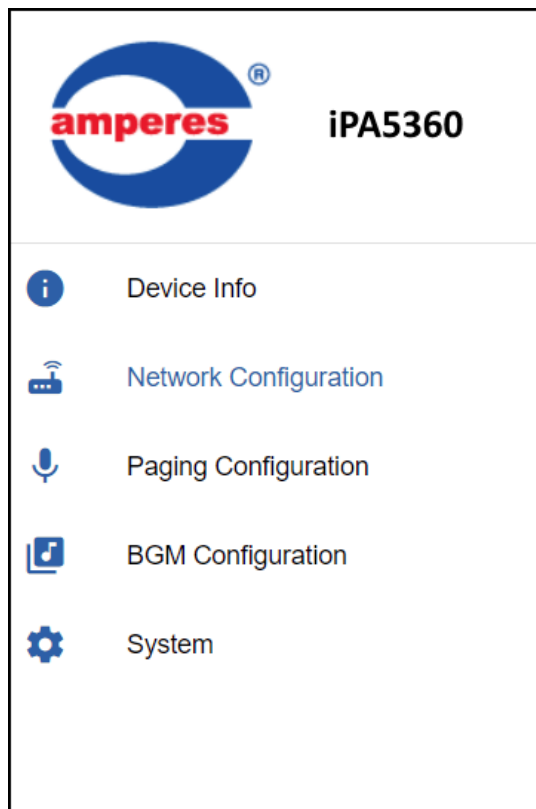 amperes ®
iPA5360
Device Info
Network Configuration
Paging Configuration
BGM Configuration
System